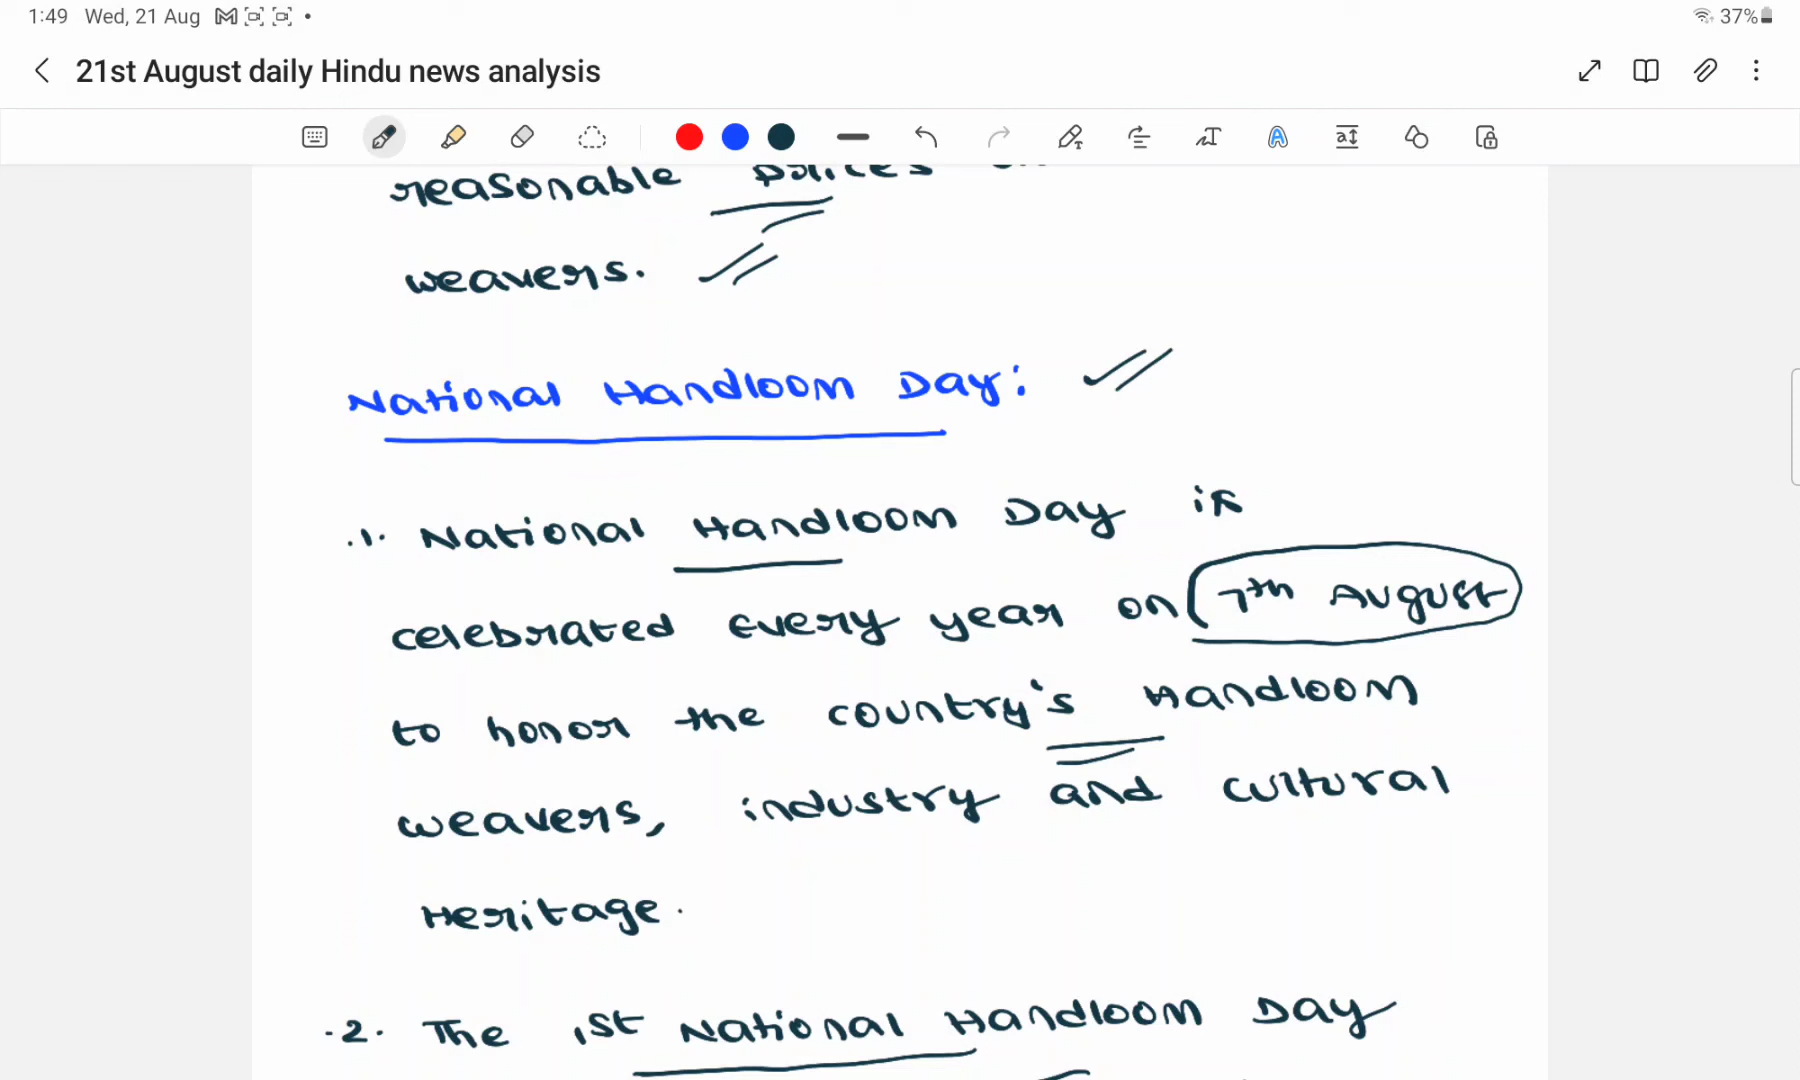 1:49 Wed, 21 Aug 37%
21st August daily Hindu news analysis
reasonable prices
weavers.
National Handloom Day:
.1. National Handloom Day is
celebrated every year on 7th August
to honor the country's Handloom
weavers, industry and cultural
Heritage.
.2. The 1st National Handloom Day